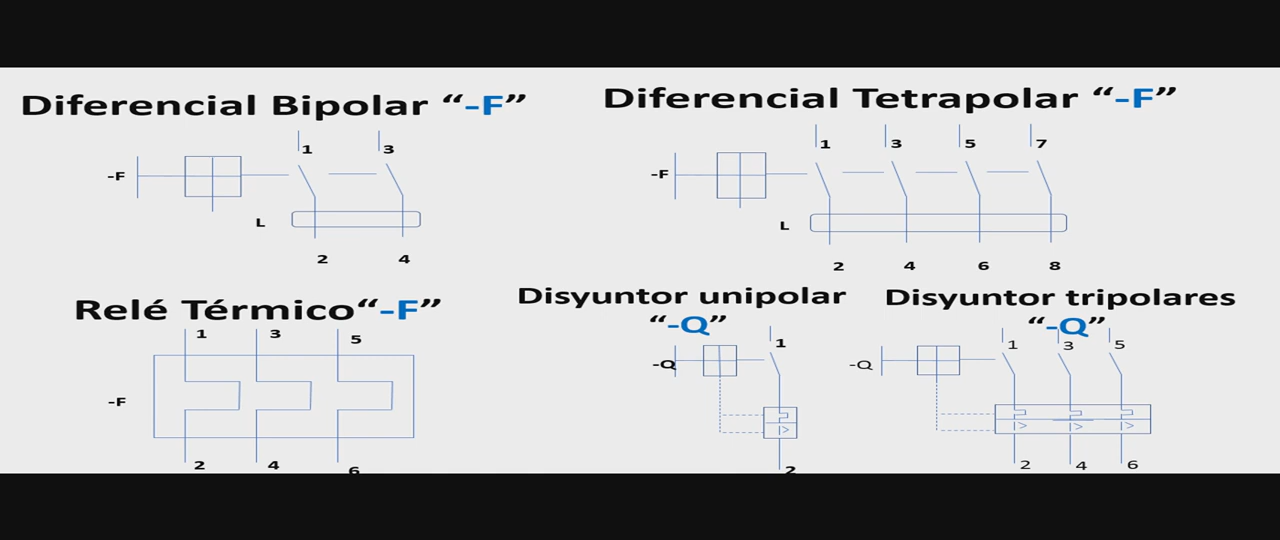 Diferencial Bipolar “-F”
1 3
-F
L
2 4
Diferencial Tetrapolar “-F”
1 3 5 7
-F
L
2 4 6 8
Relé Térmico“-F”
1 3 5
-F
2 4 6
Disyuntor unipolar
“-Q”
1
-Q
I>
2
Disyuntor tripolares
“-Q”
1 3 5
-Q
I> I> I>
2 4 6